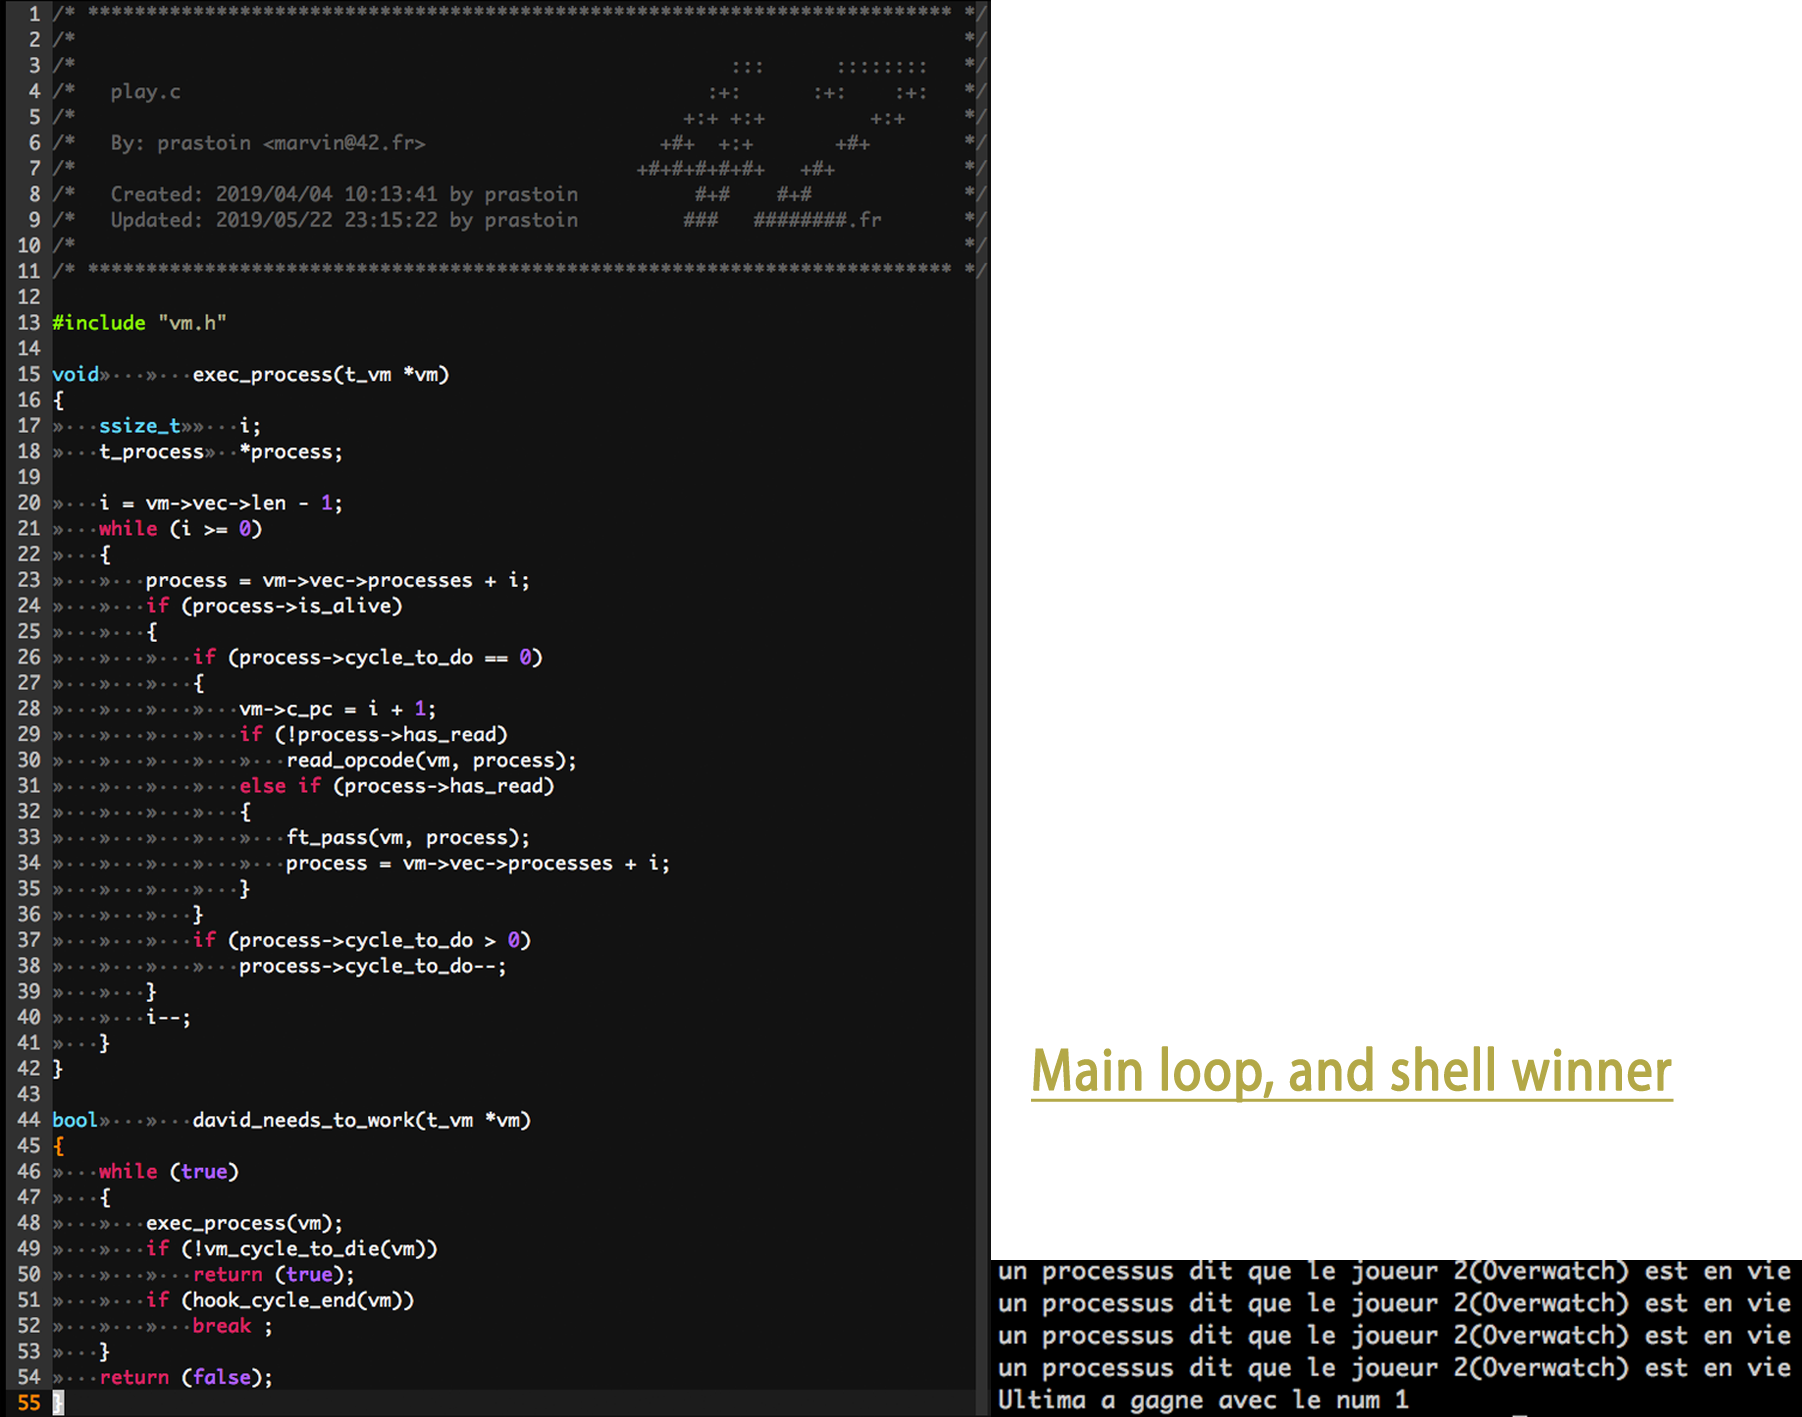 1 /* ************************************************************************** */
2 /*                                                                            */
3 /*                                                        :::      ::::::::   */
4 /*   play.c                                             :+:      :+:    :+:   */
5 /*                                                    +:+ +:+         +:+     */
6 /*   By: prastoin <marvin@42.fr>                    +#+  +:+       +#+        */
7 /*                                                +#+#+#+#+#+   +#+           */
8 /*   Created: 2019/04/04 10:13:41 by prastoin          #+#    #+#             */
9 /*   Updated: 2019/05/22 23:15:22 by prastoin         ###   ########.fr       */
10 /*                                                                            */
11 /* ************************************************************************** */
12
13 #include "vm.h"
14
15 void»···»···exec_process(t_vm *vm)
16 {
17 »···ssize_t»»···i;
18 »···t_process»··*process;
19
20 »···i = vm->vec->len - 1;
21 »···while (i >= 0)
22 »···{
23 »···»···process = vm->vec->processes + i;
24 »···»···if (process->is_alive)
25 »···»···{
26 »···»···»···if (process->cycle_to_do == 0)
27 »···»···»···{
28 »···»···»···»···vm->c_pc = i + 1;
29 »···»···»···»···if (!process->has_read)
30 »···»···»···»···»···read_opcode(vm, process);
31 »···»···»···»···else if (process->has_read)
32 »···»···»···»···{
33 »···»···»···»···»···ft_pass(vm, process);
34 »···»···»···»···»···process = vm->vec->processes + i;
35 »···»···»···»···}
36 »···»···»···}
37 »···»···»···if (process->cycle_to_do > 0)
38 »···»···»···»···process->cycle_to_do--;
39 »···»···}
40 »···»···i--;
41 »···}
42 }
43
44 bool»···»···david_needs_to_work(t_vm *vm)
45 {
46 »···while (true)
47 »···{
48 »···»···exec_process(vm);
49 »···»···if (!vm_cycle_to_die(vm))
50 »···»···»···return (true);
51 »···»···if (hook_cycle_end(vm))
52 »···»···»···break ;
53 »···}
54 »···return (false);
55 }
Main loop, and shell winner
un processus dit que le joueur 2(Overwatch) est en vie
un processus dit que le joueur 2(Overwatch) est en vie
un processus dit que le joueur 2(Overwatch) est en vie
un processus dit que le joueur 2(Overwatch) est en vie
Ultima a gagne avec le num 1